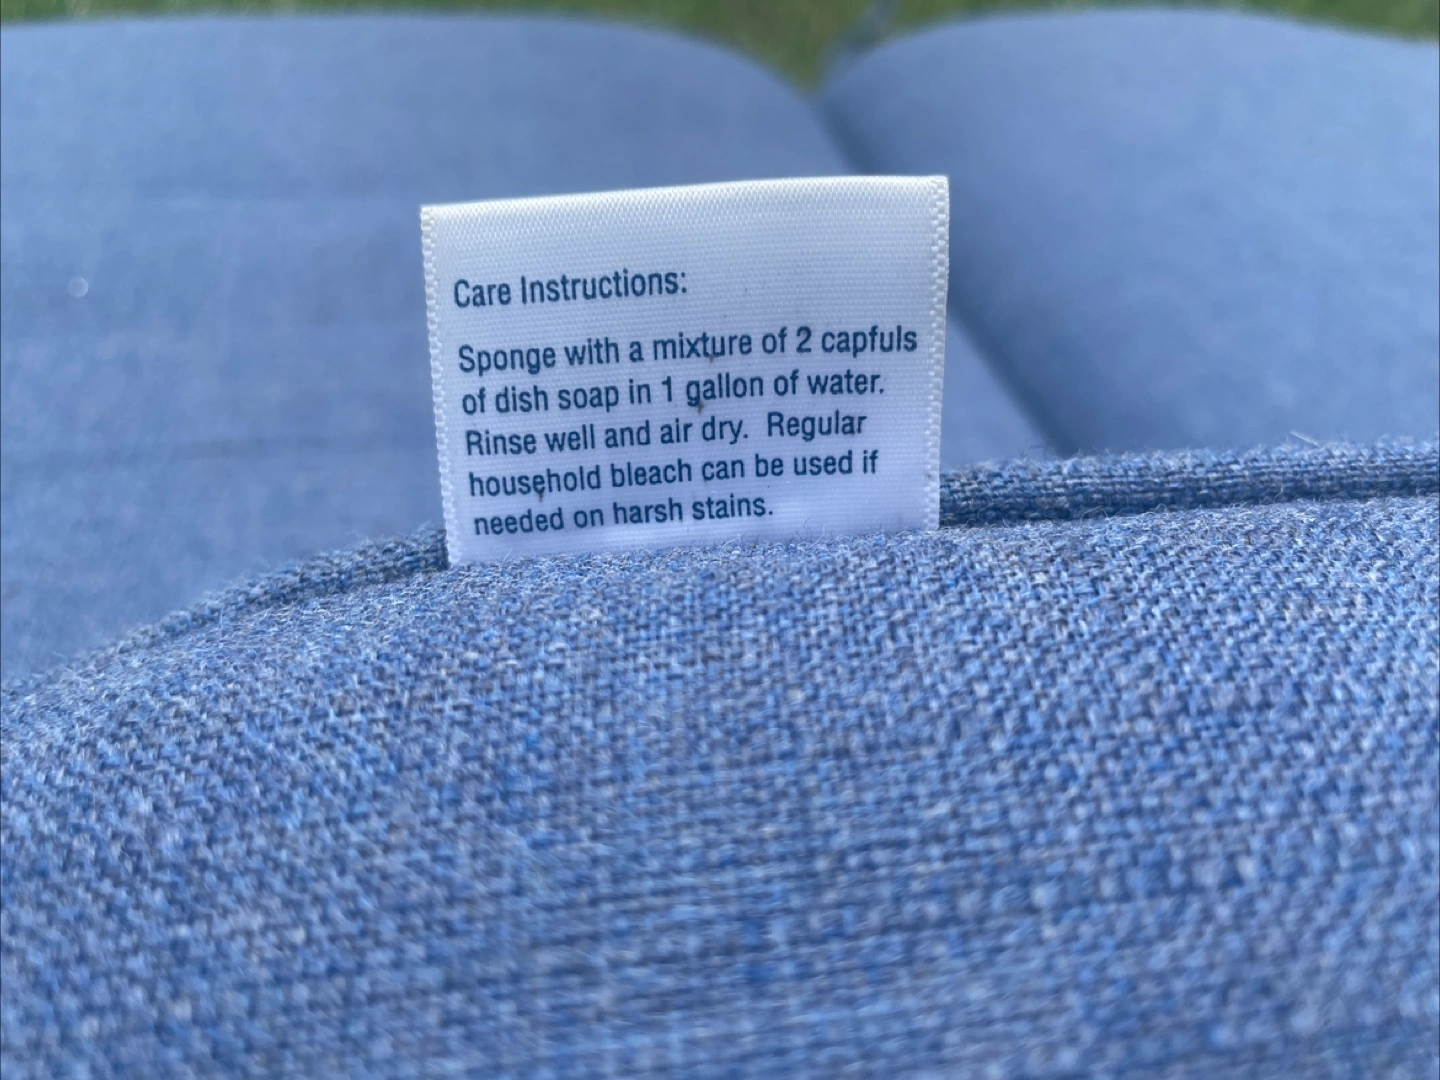 Care Instructions:
Sponge with a mixture of 2 capfuls
of dish soap in 1 gallon of water.
Rinse well and air dry.  Regular
household bleach can be used if
needed on harsh stains.